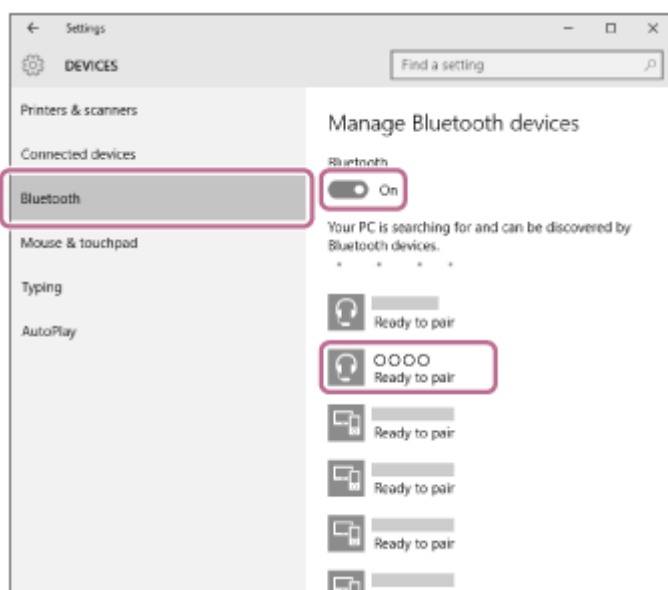 Settings
DEVICES
Find a setting
Printers & scanners
Connected devices
Bluetooth
Mouse & touchpad
Typing
AutoPlay
Manage Bluetooth devices
Bluetooth
On
Your PC is searching for and can be discovered by
Bluetooth devices.
Ready to pair
OOOO
Ready to pair
Ready to pair
Ready to pair
Ready to pair